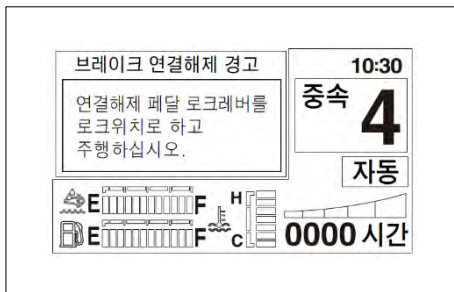 브레이크 연결해제 경고
연결해제 페달 로크레버를
로크위치로 하고
주행하십시오.
10:30
중속
4
자동
E F
E F
H
C
0000 시간